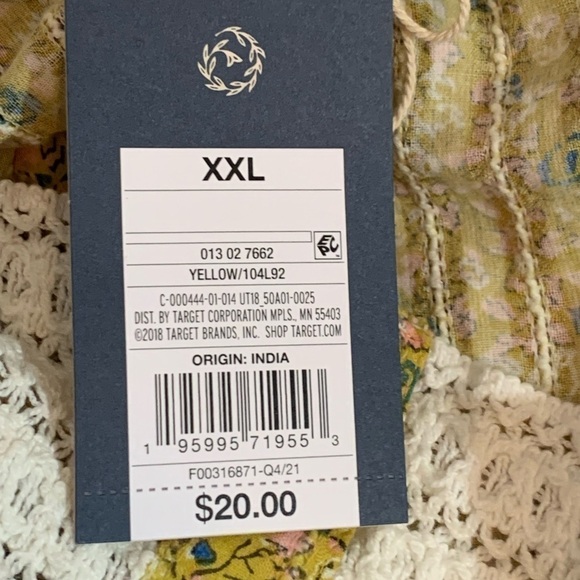 XXL
013 02 7662
EPC
YELLOW/104L92
C-000444-01-014 UT18_50A01-0025
DIST. BY TARGET CORPORATION MPLS., MN 55403
©2018 TARGET BRANDS, INC. SHOP TARGET.COM
ORIGIN: INDIA
1 95995 71955 3
F00316871-Q4/21
$20.00